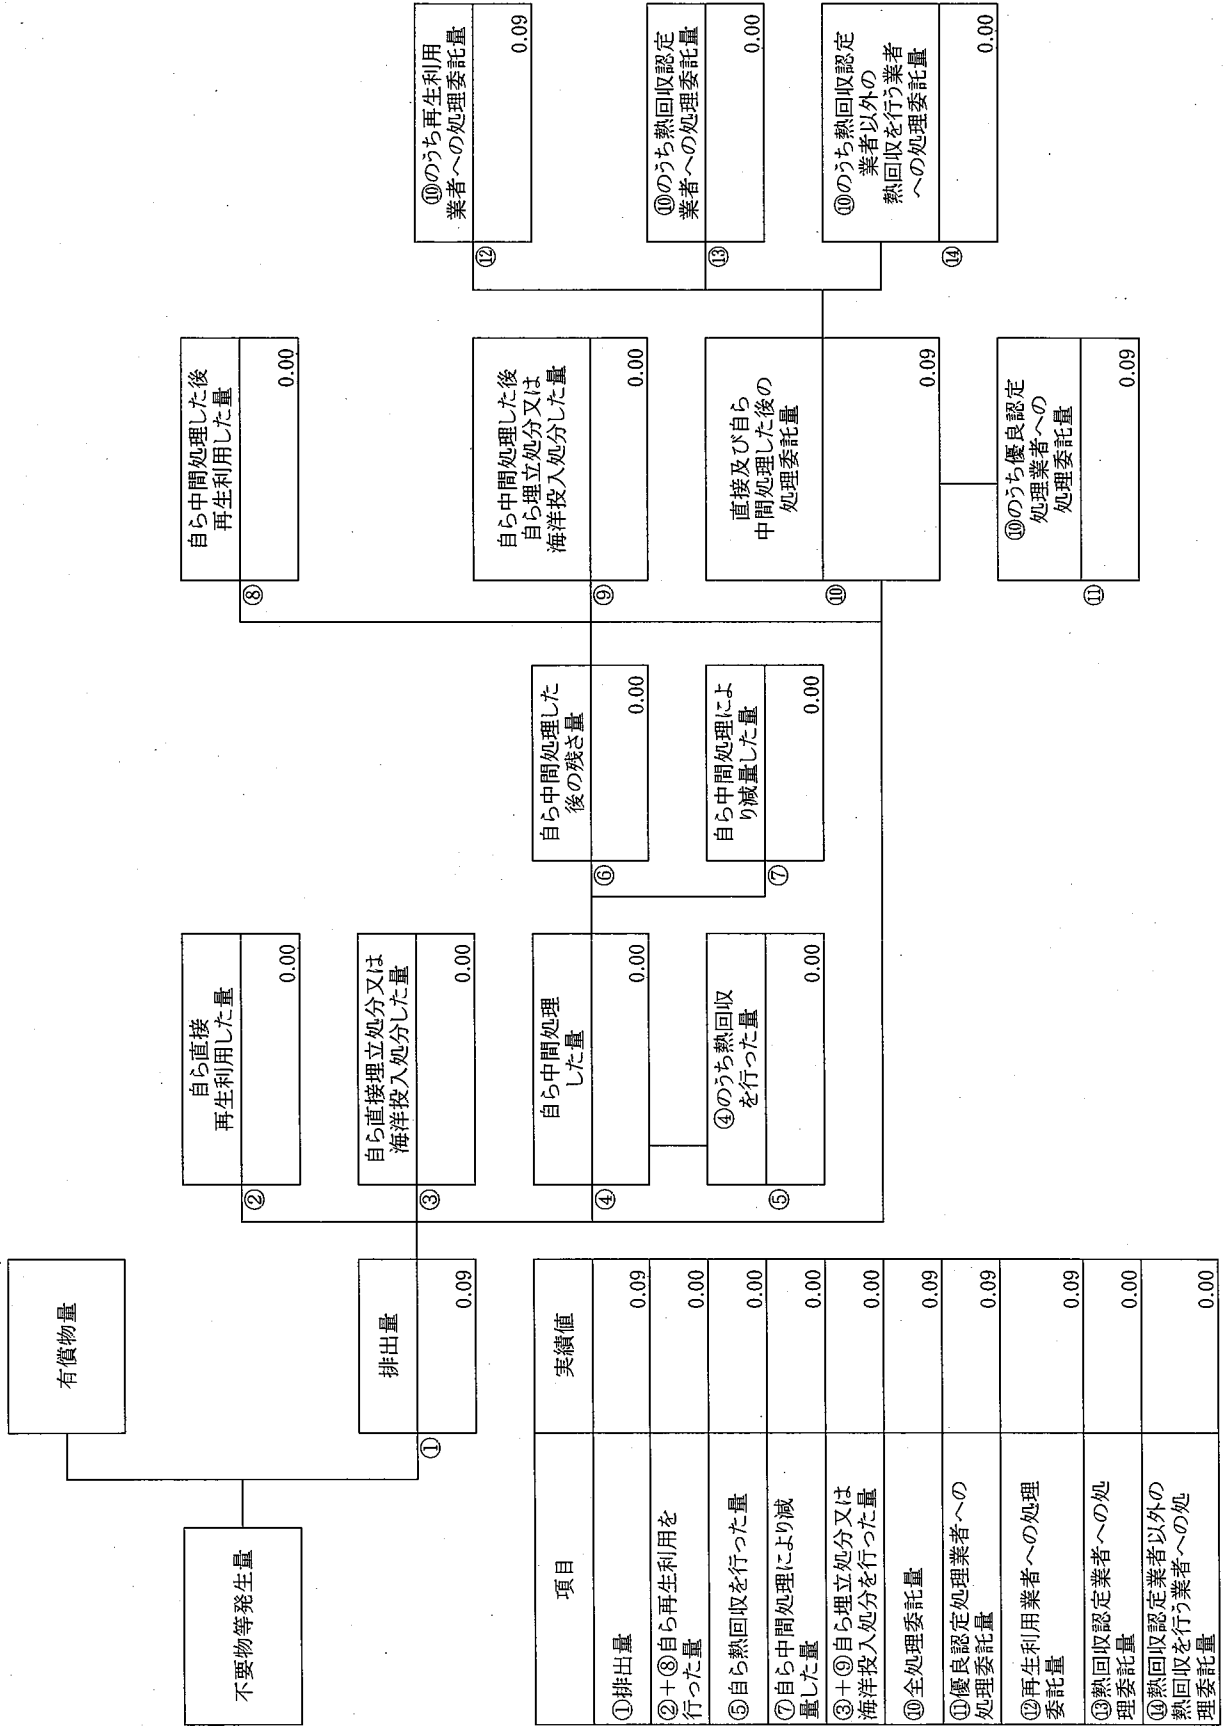 不要物等発生量
有償物量
①
排出量
0.09
②
自ら直接
再生利用した量
0.00
③
自ら直接埋立処分又は
海洋投入処分した量
0.00
④
自ら中間処理
した量
0.00
⑤
④のうち熱回収
を行った量
0.00
⑥
自ら中間処理した
後の残さ量
0.00
⑦
自ら中間処理によ
り減量した量
0.00
⑧
自ら中間処理した後
再生利用した量
0.00
⑨
自ら中間処理した後
自ら埋立処分又は
海洋投入処分した量
0.00
⑩
直接及び自ら
中間処理した後の
処理委託量
0.09
⑪
⑩のうち優良認定
処理業者への
処理委託量
0.09
⑫
⑩のうち再生利用
業者への処理委託量
0.09
⑬
⑩のうち熱回収認定
業者への処理委託量
0.00
⑭
⑩のうち熱回収認定
業者以外の
熱回収を行う業者
への処理委託量
0.00
項目 実績値
①排出量 0.09
②+⑧自ら再生利用を
行った量 0.00
⑤自ら熱回収を行った量 0.00
⑦自ら中間処理により減
量した量 0.00
③+⑨自ら埋立処分又は
海洋投入処分を行った量 0.00
⑩全処理委託量 0.09
⑪優良認定処理業者への
処理委託量 0.09
⑫再生利用業者への処理
委託量 0.09
⑬熱回収認定業者への処
理委託量 0.00
⑭熱回収認定業者以外の
熱回収を行う業者への処
理委託量 0.00